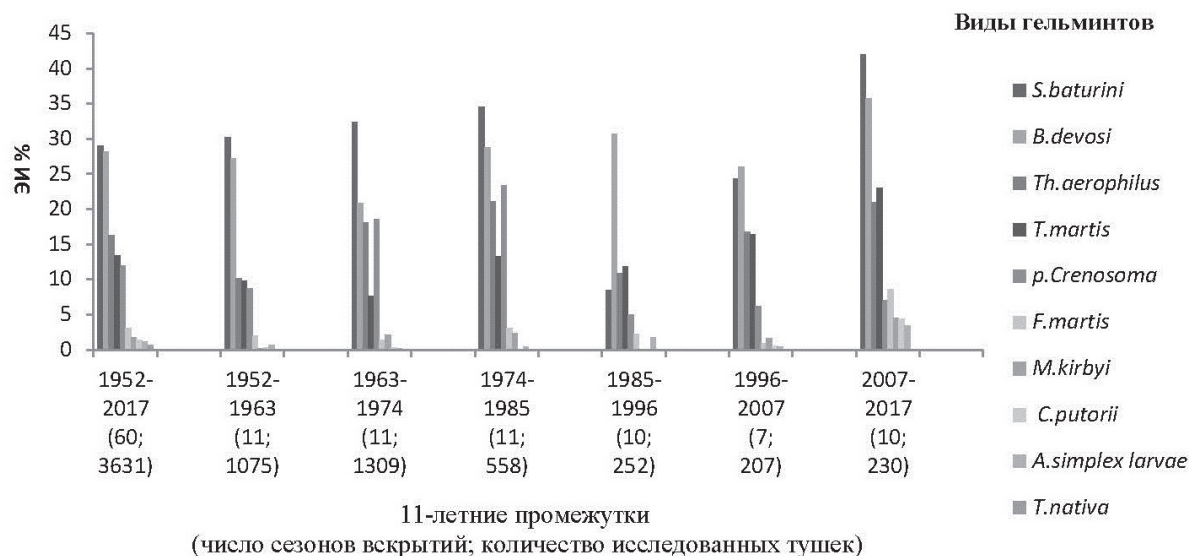 Виды гельминтов
45
40
35
30
25
20
15
10
5
0
ЭИ %
S.baturini
B.devosi
Th.aerophilus
T.martis
p.Crenosoma
F.martis
M.kirbyi
C.putorii
A.simplex larvae
T.nativa
1952-
2017
(60;
3631)
1952-
1963
(11;
1075)
1963-
1974
(11;
1309)
1974-
1985
(11;
558)
1985-
1996
(10;
252)
1996-
2007
(7;
207)
2007-
2017
(10;
230)
11-летние промежутки
(число сезонов вскрытий; количество исследованных тушек)